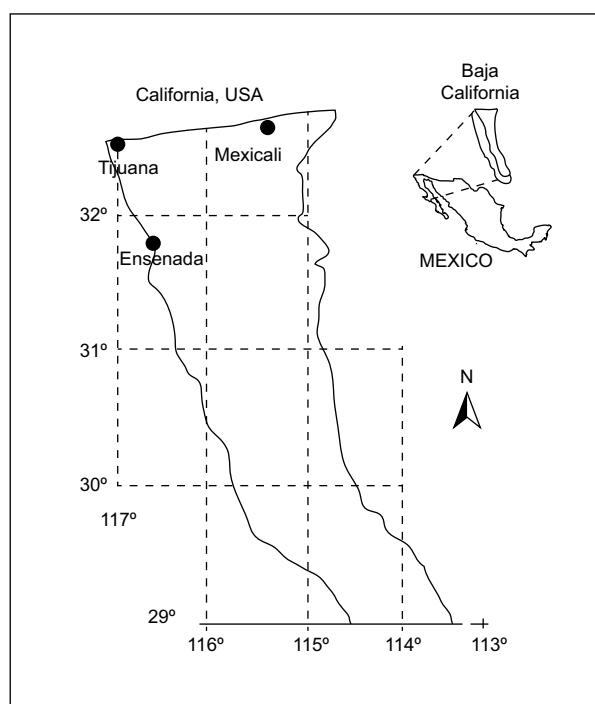 Baja
California
California, USA
Mexicali
Tijuana
32º
Ensenada
MEXICO
31º
N
30º
117º
29º
116º
115º
114º
113º